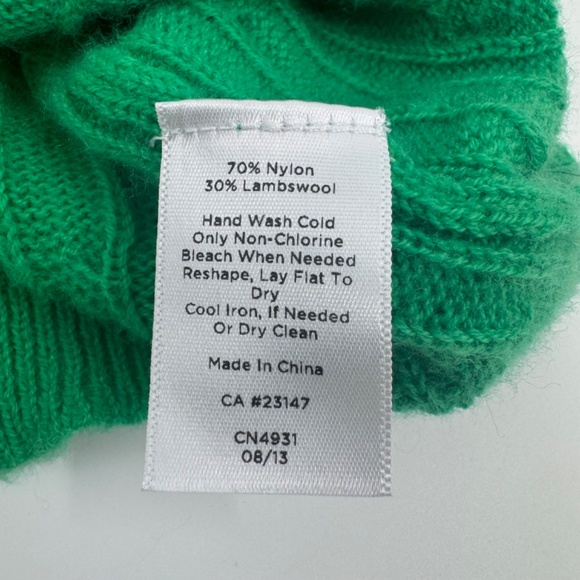 70% Nylon
30% Lambswool
Hand Wash Cold
Only Non-Chlorine
Bleach When Needed
Reshape, Lay Flat To
Dry
Cool Iron, If Needed
Or Dry Clean
Made In China
CA #23147
CN4931
08/13